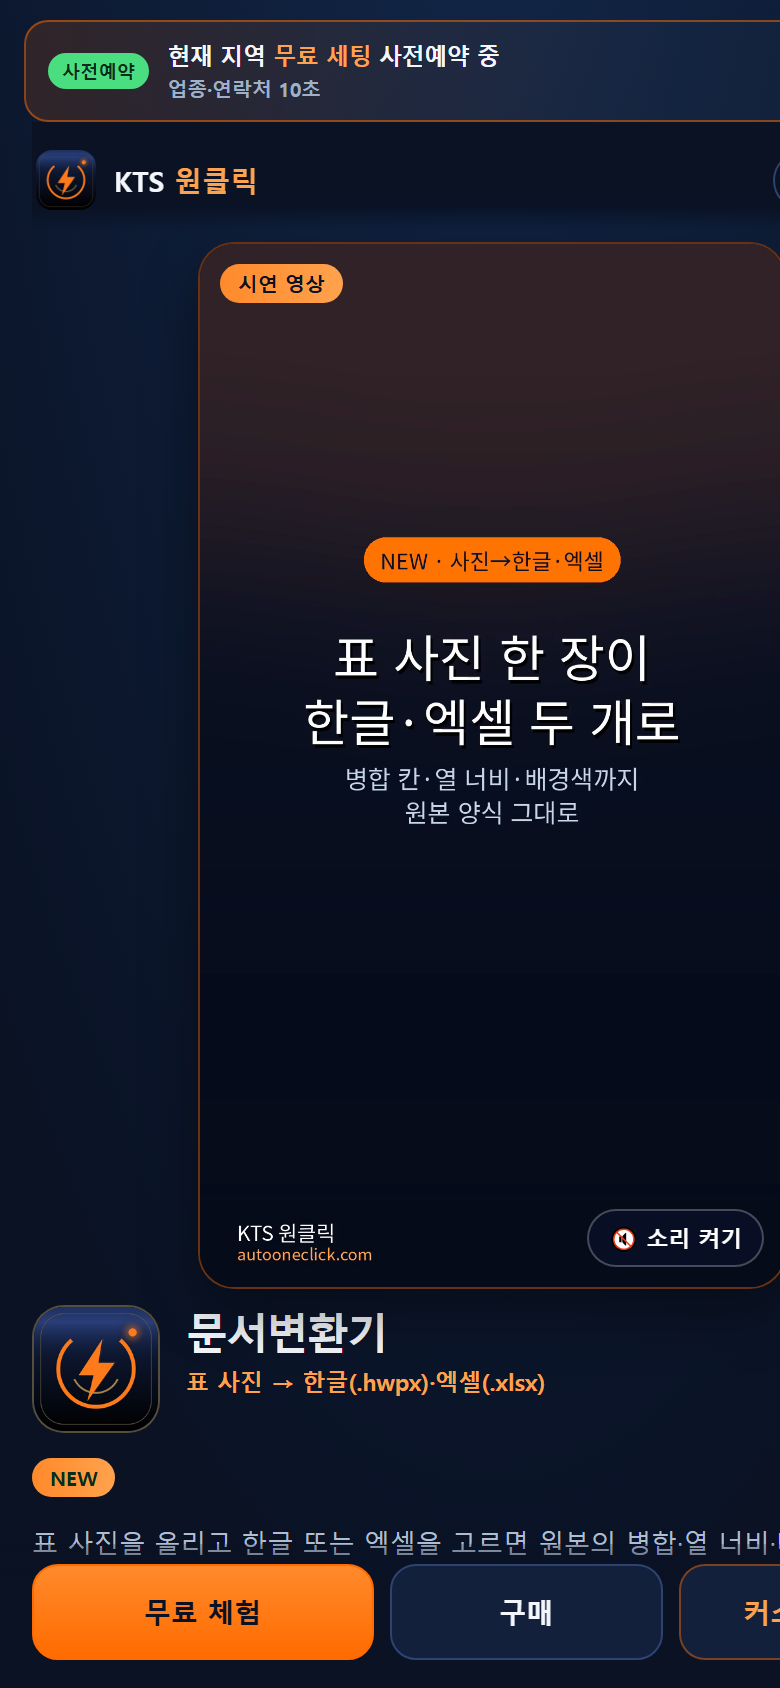 사전예약
현재 지역 무료 세팅 사전예약 중
업종·연락처 10초
KTS 원클릭
시연 영상
NEW · 사진→한글·엑셀
표 사진 한 장이
한글·엑셀 두 개로
병합 칸·열 너비·배경색까지
원본 양식 그대로
KTS 원클릭
autooneclick.com
소리 켜기
문서변환기
표 사진 → 한글(.hwpx)·엑셀(.xlsx)
NEW
표 사진을 올리고 한글 또는 엑셀을 고르면 원본의 병합·열 너비·
무료 체험
구매